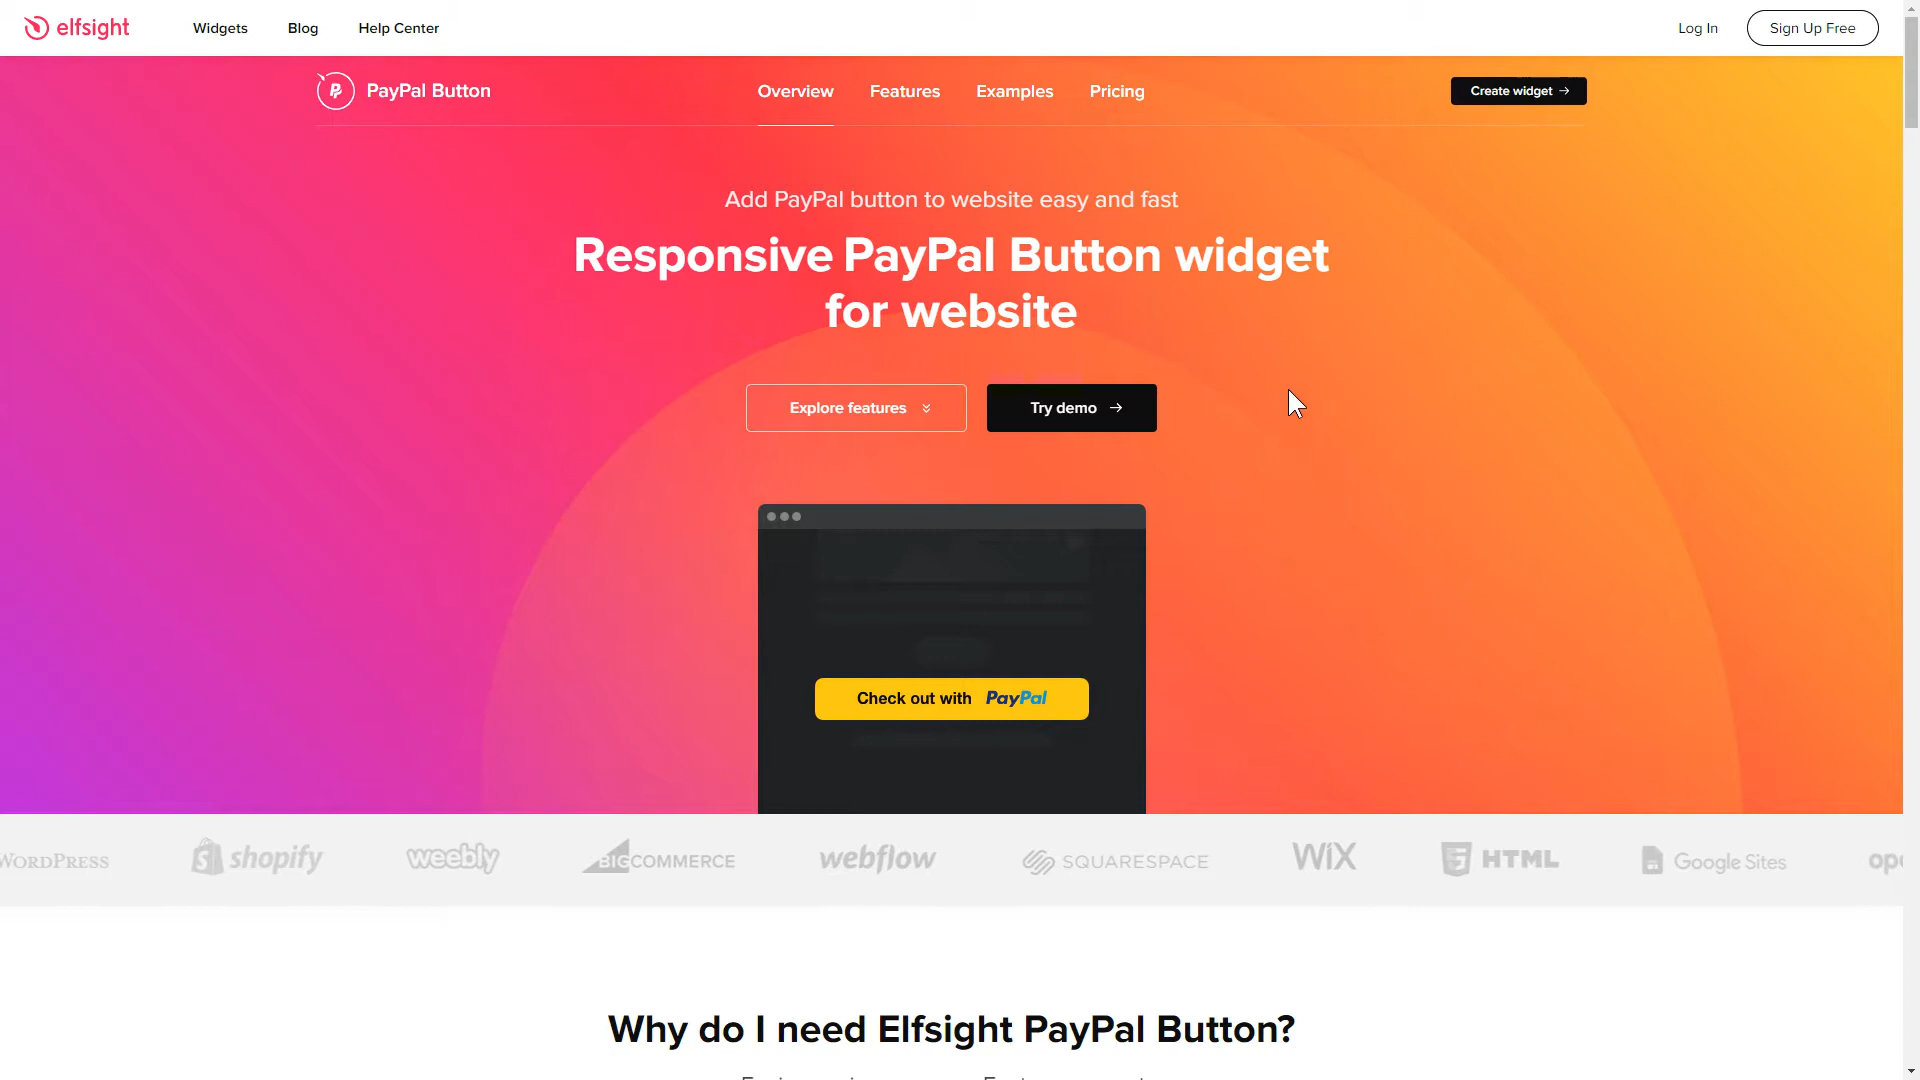 elfsight
Widgets
Blog
Help Center
Log In
Sign Up Free
PayPal Button
Overview
Features
Examples
Pricing
Create widget
Add PayPal button to website easy and fast
Responsive PayPal Button widget
for website
Explore features
Try demo
Check out with PayPal
WORDPRESS
shopify
weebly
BIGCOMMERCE
webflow
SQUARESPACE
WIX
HTML
Google Sites
Why do I need Elfsight PayPal Button?